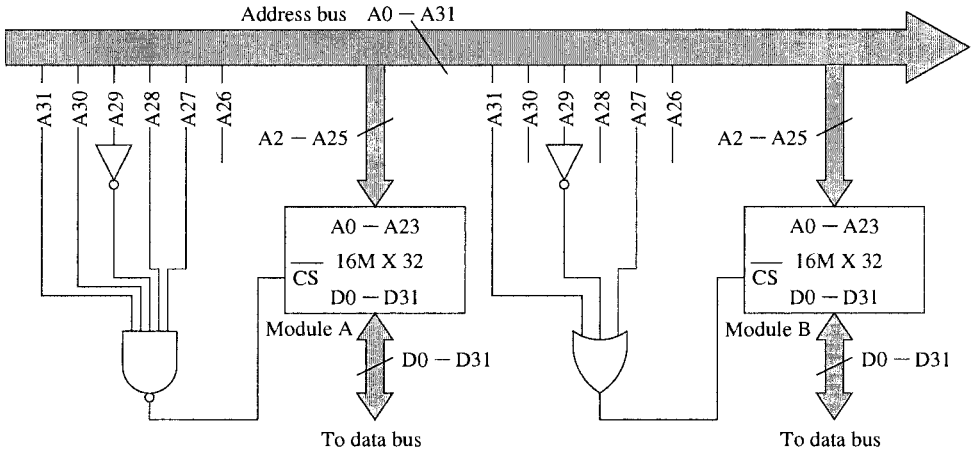 Address bus A0 – A31
A31
A30
A29
A28
A27
A26
A2 – A25
A31
A30
A29
A28
A27
A26
A2 – A25
A0 – A23
16M X 32
CS
D0 – D31
Module A
D0 – D31
To data bus
A0 – A23
16M X 32
CS
D0 – D31
Module B
D0 – D31
To data bus